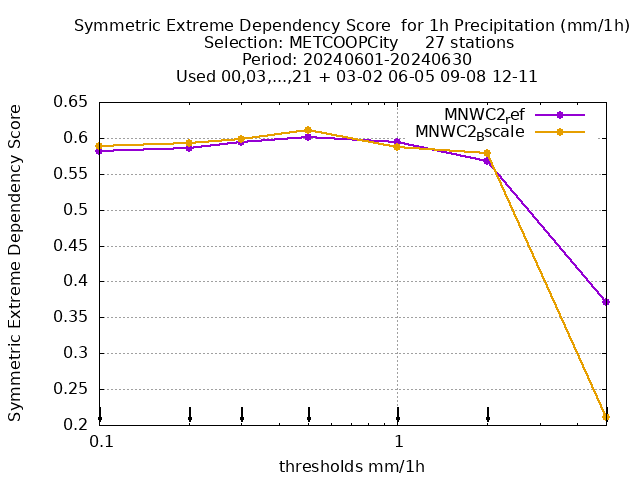 Symmetric Extreme Dependency Score  for 1h Precipitation (mm/1h)
Selection: METCOOPCity     27 stations
Period: 20240601-20240630
Used 00,03,...,21 + 03-02 06-05 09-08 12-11
Symmetric Extreme Dependency Score
0.65
0.6
0.55
0.5
0.45
0.4
0.35
0.3
0.25
0.2
MNWC2ref
MNWC2Bscale
0.1
1
thresholds mm/1h